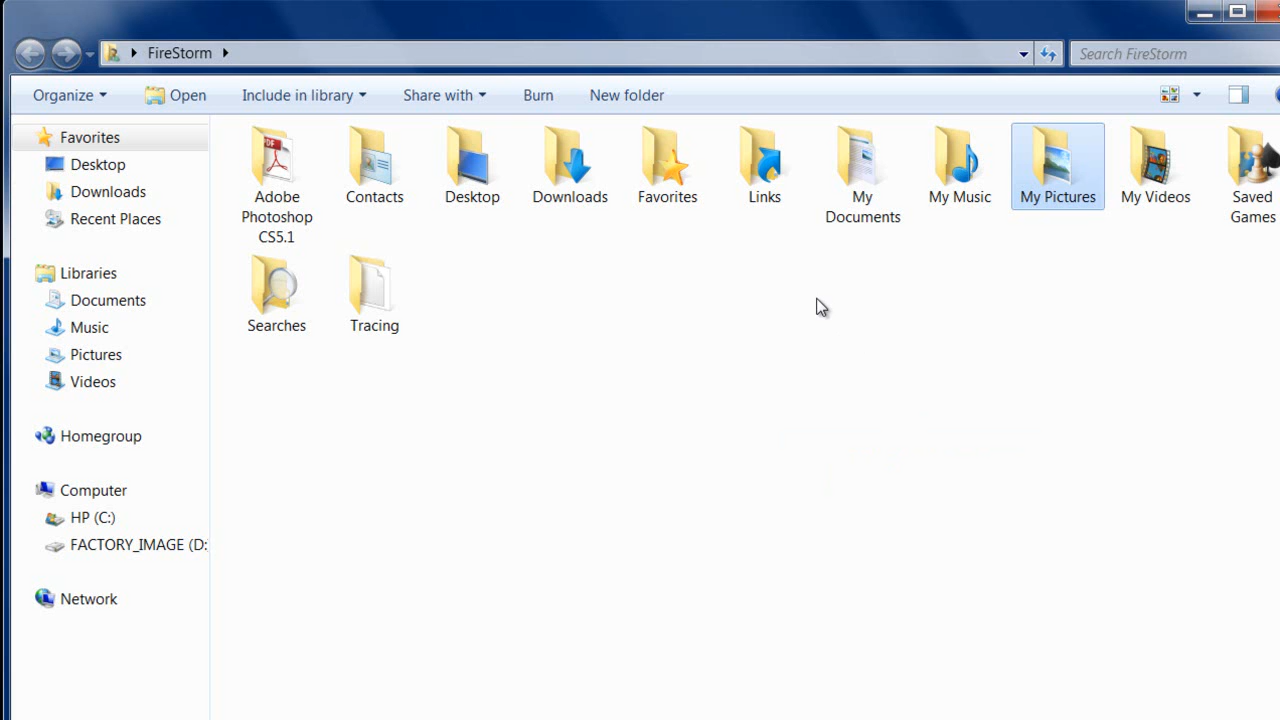 FireStorm
Search FireStorm
Organize
Open
Include in library
Share with
Burn
New folder
Favorites
Desktop
Downloads
Recent Places
Libraries
Documents
Music
Pictures
Videos
Homegroup
Computer
HP (C:)
FACTORY_IMAGE (D:
Network
Adobe
Photoshop
CS5.1
Contacts
Desktop
Downloads
Favorites
Links
My
Documents
My Music
My Pictures
My Videos
Saved
Games
Searches
Tracing